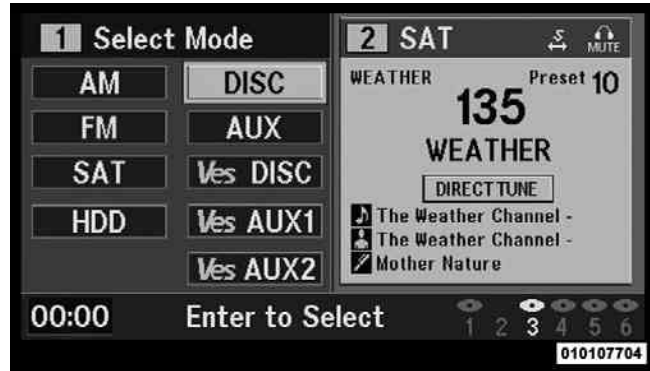 1 Select Mode
AM DISC
FM AUX
SAT Ves DISC
HDD Ves AUX1
Ves AUX2
2 SAT S MUTE
WEATHER Preset 10
135
WEATHER
DIRECT TUNE
The Weather Channel -
The Weather Channel -
Mother Nature
00:00 Enter to Select 1 2 3 4 5 6
010107704